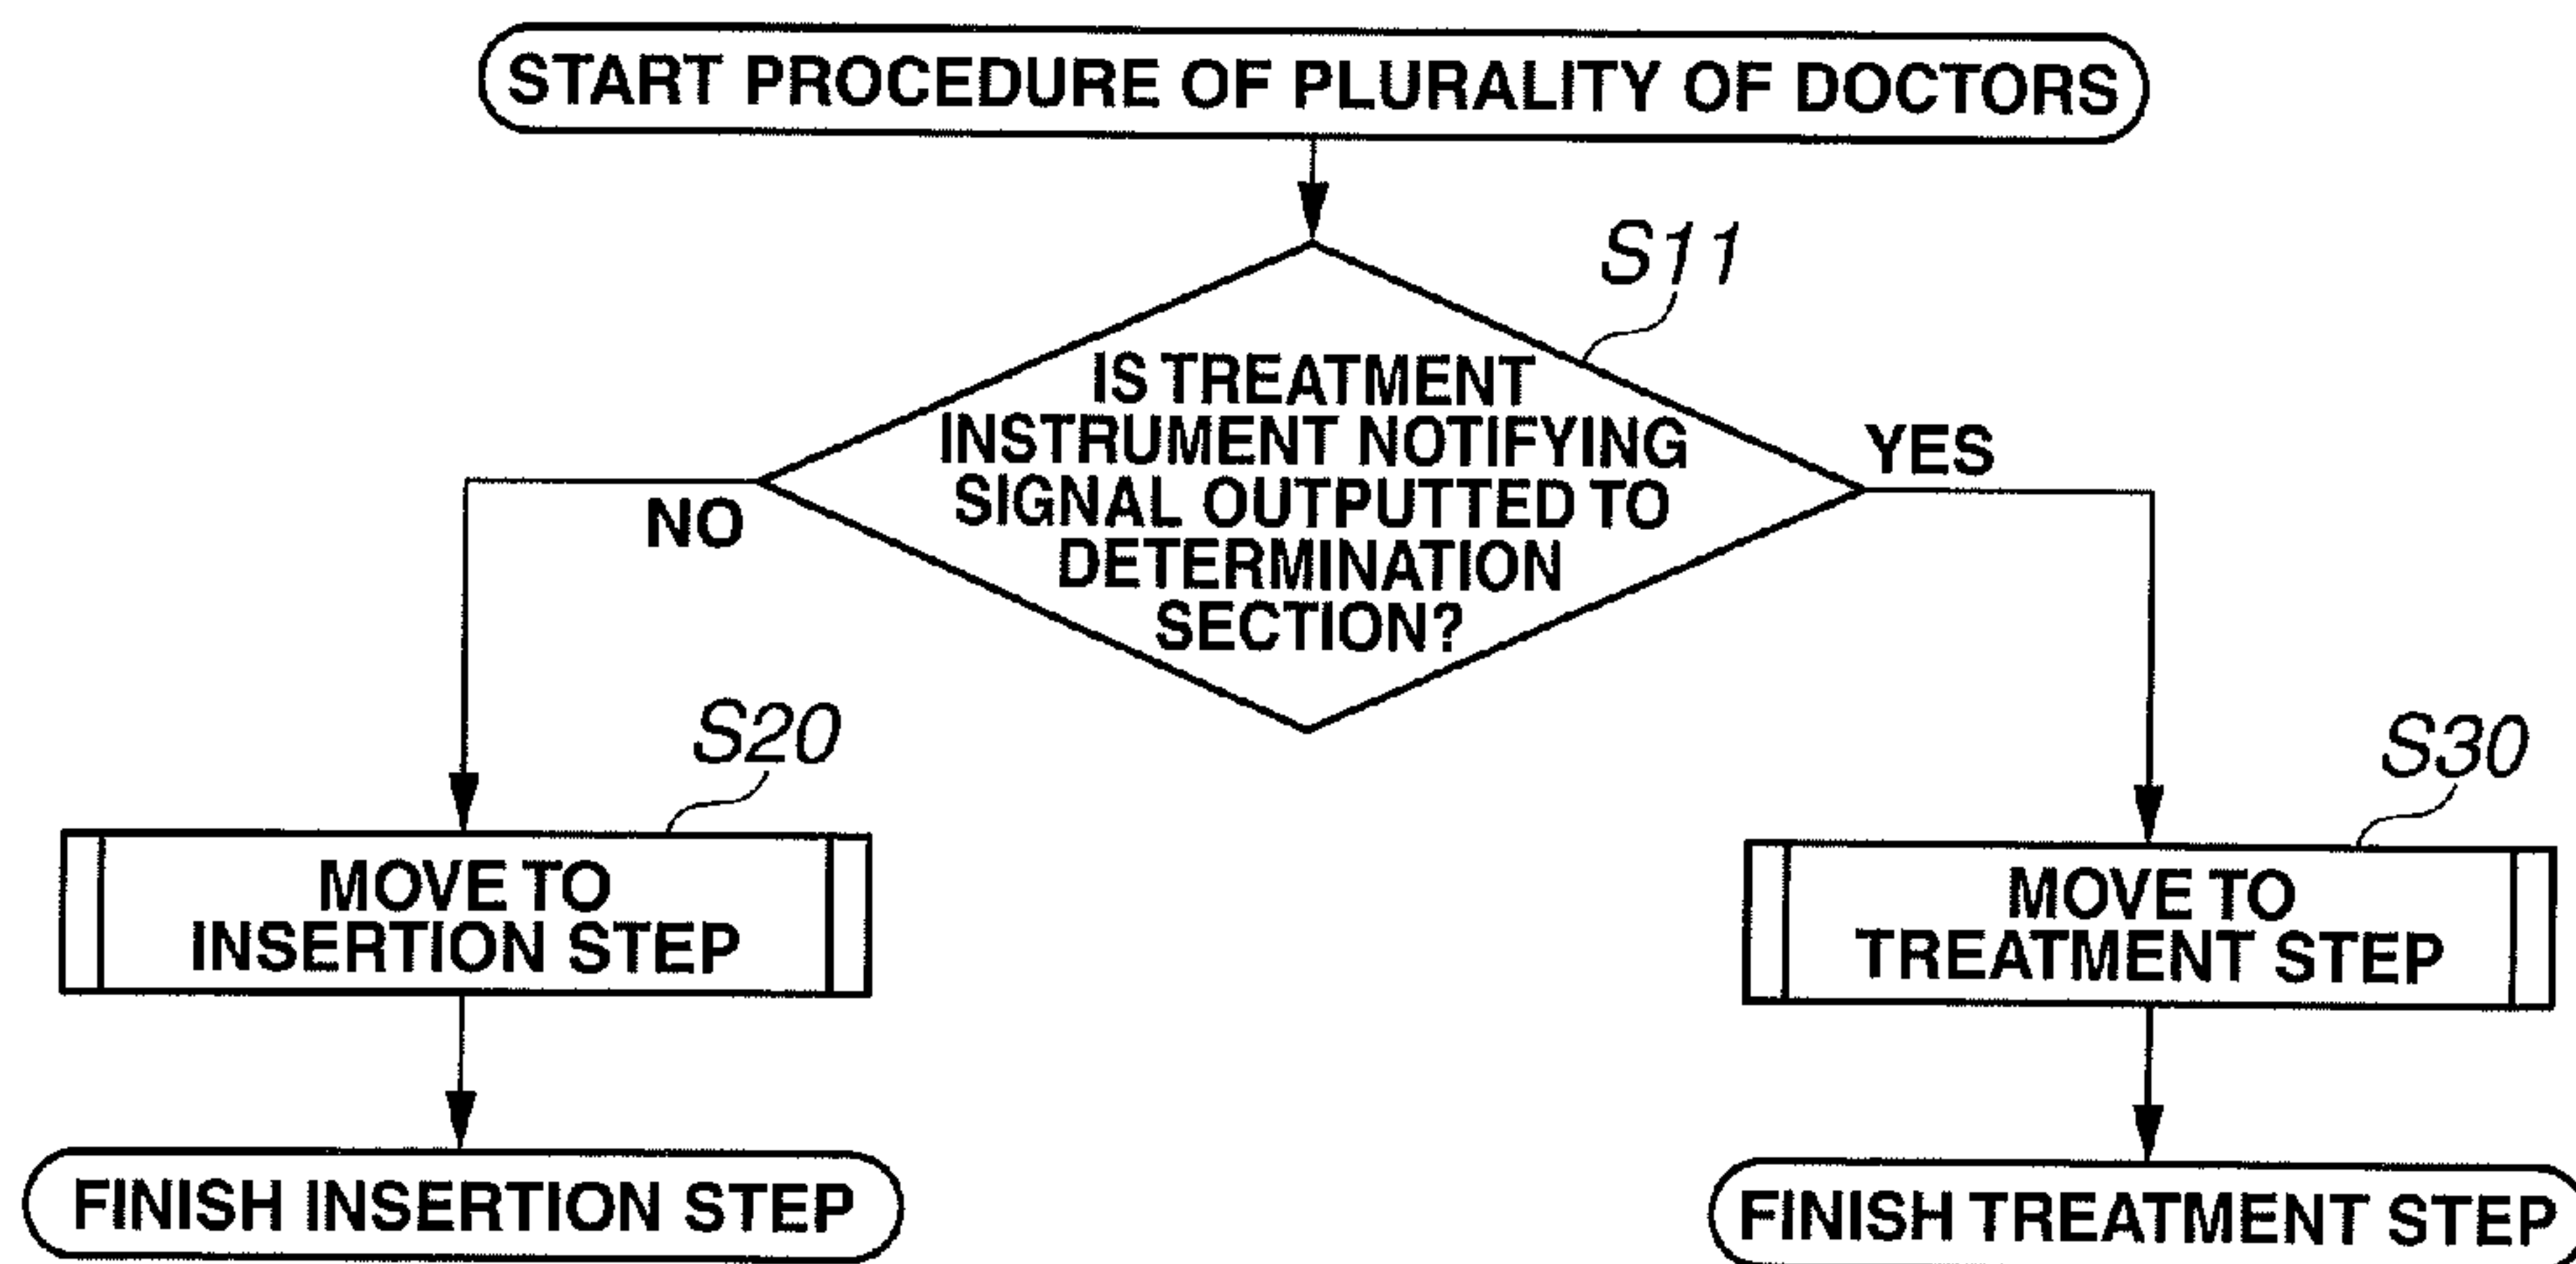 START PROCEDURE OF PLURALITY OF DOCTORS
S11
IS TREATMENT
INSTRUMENT NOTIFYING
SIGNAL OUTPUTTED TO
DETERMINATION
SECTION?
YES
NO
S20
S30
MOVE TO
INSERTION STEP
MOVE TO
TREATMENT STEP
FINISH INSERTION STEP
FINISH TREATMENT STEP